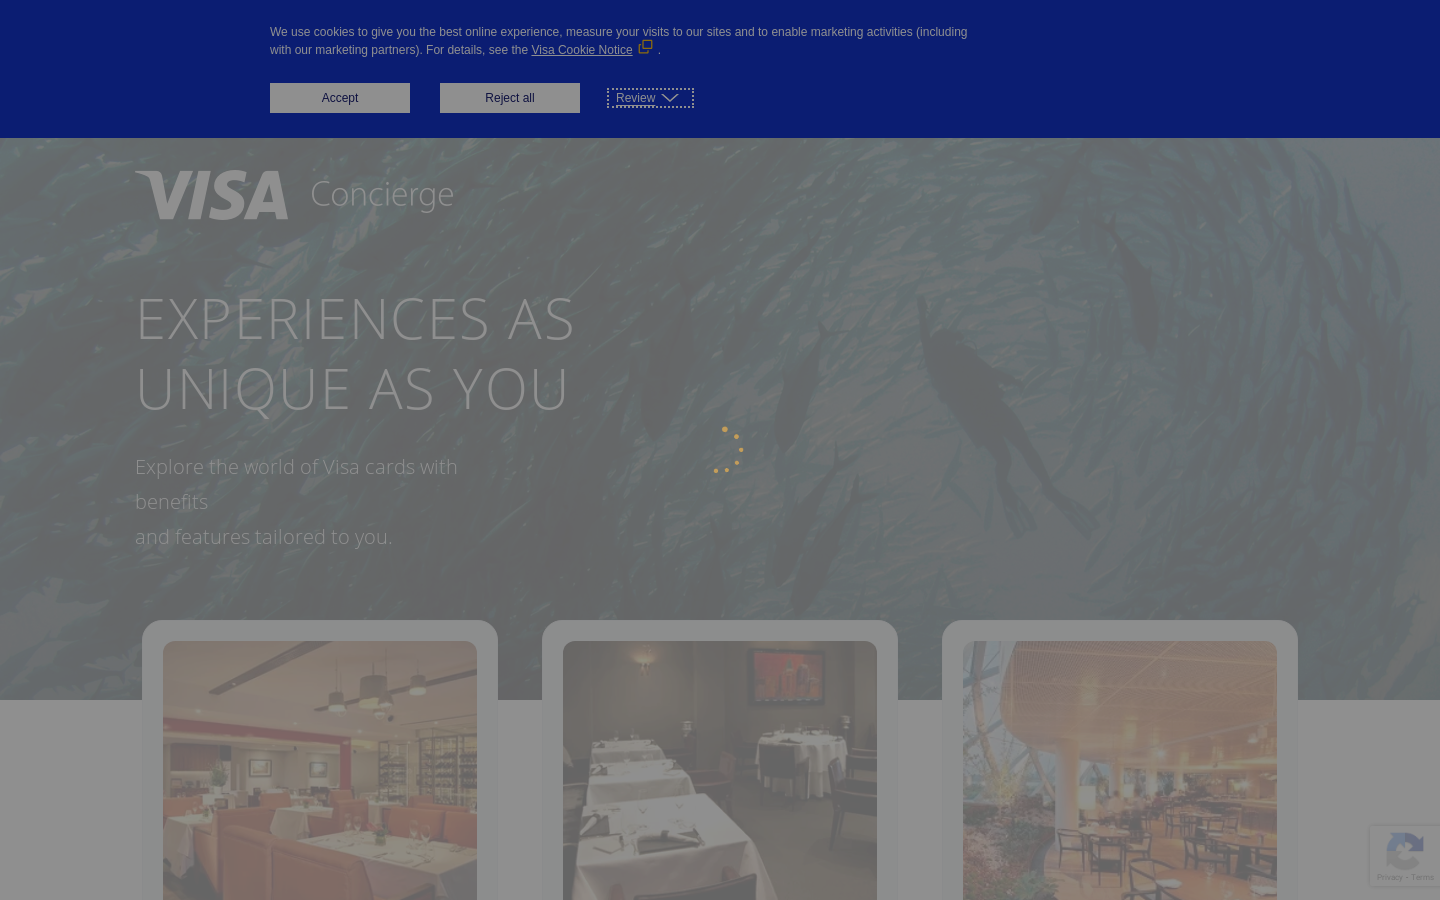 We use cookies to give you the best online experience, measure your visits to our sites and to enable marketing activities (including
with our marketing partners). For details, see the Visa Cookie Notice .
Accept
Reject all
Review
VISA Concierge
EXPERIENCES AS
UNIQUE AS YOU
Explore the world of Visa cards with
benefits
and features tailored to you.
Privacy - Terms